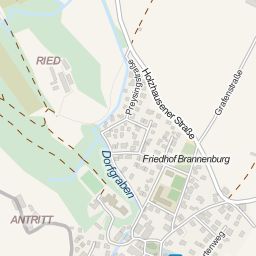 RIED
Preysingstraße
Holzhausener Straße
Grafenstraße
Dorfgraben
Friedhof Brannenburg
ANTRITT